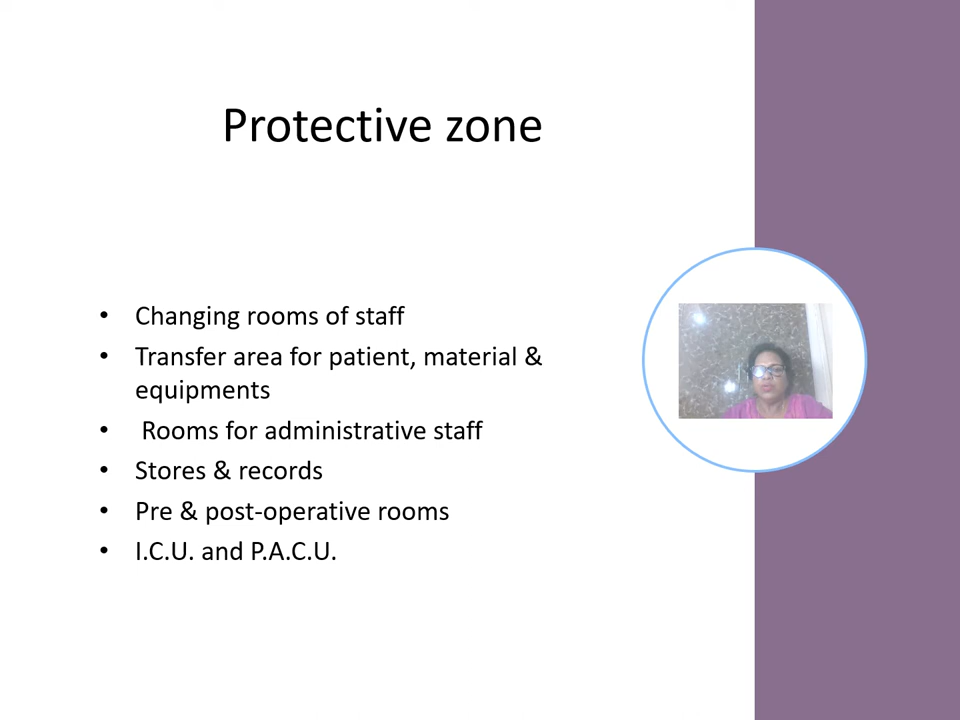 Protective zone
• Changing rooms of staff
• Transfer area for patient, material &
equipments
• Rooms for administrative staff
• Stores & records
• Pre & post-operative rooms
• I.C.U. and P.A.C.U.